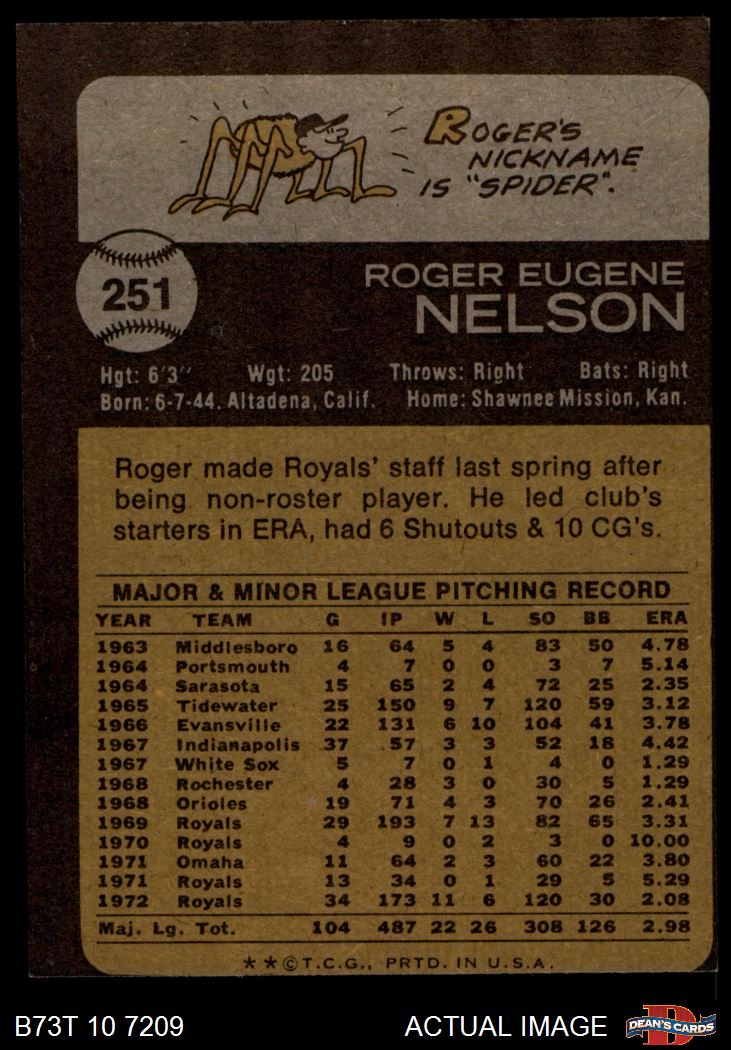 ROGER'S
NICKNAME
IS "SPIDER".
251
ROGER EUGENE
NELSON
Hgt: 6'3" Wgt: 205 Throws: Right Bats: Right
Born: 6-7-44, Altadena, Calif. Home: Shawnee Mission, Kan.
Roger made Royals' staff last spring after
being non-roster player. He led club's
starters in ERA, had 6 Shutouts & 10 CG's.
MAJOR & MINOR LEAGUE PITCHING RECORD
YEAR TEAM G IP W L SO BB ERA
1963 Middlesboro 16 64 5 4 83 50 4.78
1964 Portsmouth 4 7 0 0 3 7 5.14
1964 Sarasota 15 65 2 4 72 25 2.35
1965 Tidewater 25 150 9 7 120 59 3.12
1966 Evansville 22 131 6 10 104 41 3.78
1967 Indianapolis 37 57 3 3 52 18 4.42
1967 White Sox 5 7 0 1 4 0 1.29
1968 Rochester 4 28 3 0 30 5 1.29
1968 Orioles 19 71 4 3 70 26 2.41
1969 Royals 29 193 7 13 82 65 3.31
1970 Royals 4 9 0 2 3 0 10.00
1971 Omaha 11 64 2 3 60 22 3.80
1971 Royals 13 34 0 1 29 5 5.29
1972 Royals 34 173 11 6 120 30 2.08
Maj. Lg. Tot. 104 487 22 26 308 126 2.98
**©T.C.G., PRTD. IN U.S.A.
B73T 10 7209 ACTUAL IMAGE D DEAN'S CARDS